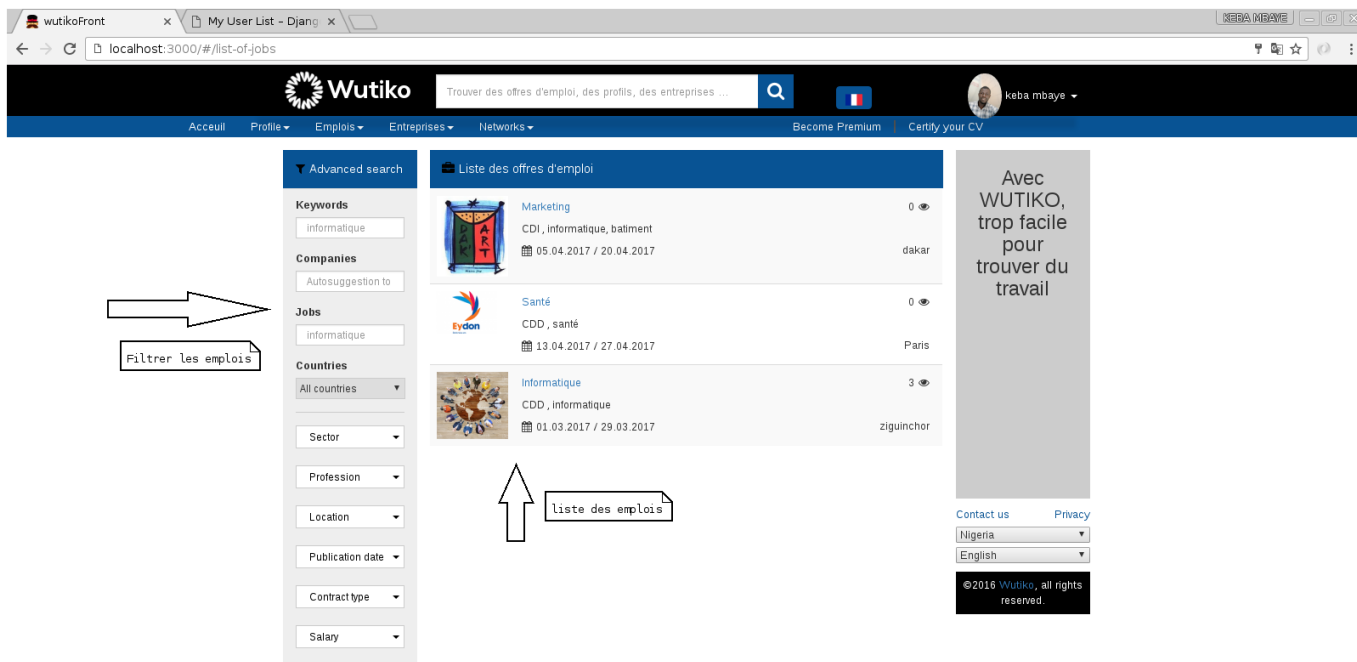 wutikoFront
My User List – Djang
KEBA MBAYE
localhost:3000/#/list-of-jobs
Wutiko
Trouver des offres d'emploi, des profils, des entreprises ...
keba mbaye
Acceuil Profile Emplois Entreprises Networks Become Premium Certify your CV
Advanced search
Keywords
informatique
Companies
Autosuggestion to
Jobs
informatique
Countries
All countries
Sector
Profession
Location
Publication date
Contract type
Salary
Filtrer les emplois
Liste des offres d'emploi
DAK'
ART
Marketing
0
CDI , informatique, batiment
05.04.2017 / 20.04.2017
dakar
Eydon
Santé
0
CDD , santé
13.04.2017 / 27.04.2017
Paris
Informatique
3
CDD , informatique
01.03.2017 / 29.03.2017
ziguinchor
liste des emplois
Avec
WUTIKO,
trop facile
pour
trouver du
travail
Contact us Privacy
Nigeria
English
©2016 Wutiko, all rights
reserved.